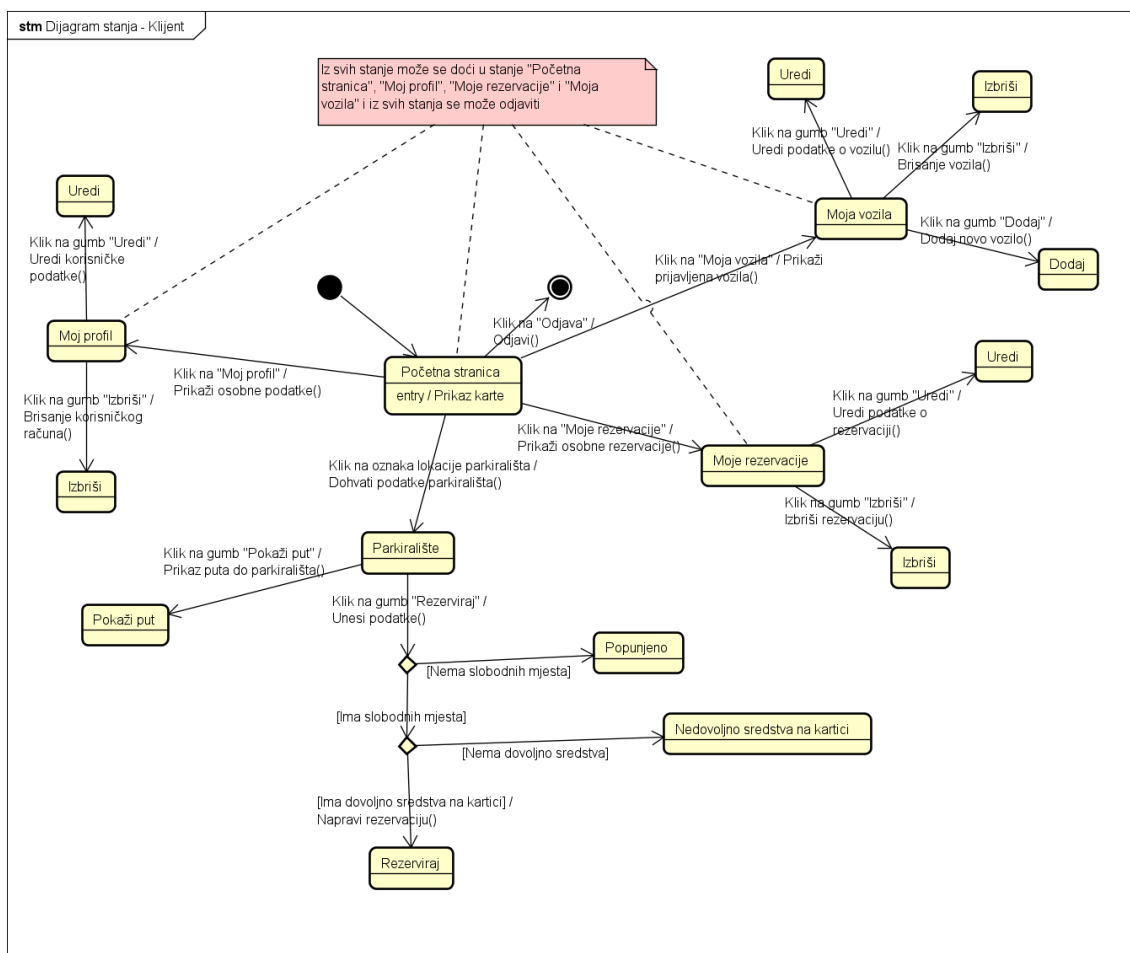 stm Dijagram stanja - Klijent
Iz svih stanje može se doći u stanje "Početna
stranica", "Moj profil", "Moje rezervacije" i "Moja
vozila" i iz svih stanja se može odjaviti
Uredi
Izbriši
Klik na gumb "Uredi" /
Uredi podatke o vozilu()
Klik na gumb "Izbriši" /
Brisanje vozila()
Uredi
Moja vozila
Klik na gumb "Dodaj" /
Dodaj novo vozilo()
Klik na gumb "Uredi" /
Uredi korisničke
podatke()
Klik na "Moja vozila" / Prikaži
prijavljena vozila()
Dodaj
Klik na "Odjava" /
Odjavi()
Moj profil
Uredi
Početna stranica
entry / Prikaz karte
Klik na "Moj profil" /
Prikaži osobne podatke()
Klik na gumb "Uredi" /
Uredi podatke o
rezervaciji()
Klik na gumb "Izbriši" /
Brisanje korisničkog
računa()
Klik na "Moje rezervacije" /
Prikaži osobne rezervacije()
Moje rezervacije
Klik na oznaka lokacije parkirališta /
Dohvati podatke parkirališta()
Izbriši
Klik na gumb "Izbriši" /
Izbriši rezervaciju()
Parkiralište
Klik na gumb "Pokaži put" /
Prikaz puta do parkirališta()
Izbriši
Klik na gumb "Rezerviraj" /
Unesi podatke()
Pokaži put
Popunjeno
[Nema slobodnih mjesta]
[Ima slobodnih mjesta]
Nedovoljno sredstva na kartici
[Nema dovoljno sredstva]
[Ima dovoljno sredstva na kartici] /
Napravi rezervaciju()
Rezerviraj